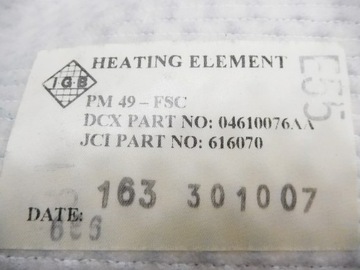 IGB
HEATING ELEMENT
PM 49 - FSC
DCX PART NO: 04610076AA
JCI PART NO: 616070
163 301007
DATE:
E55